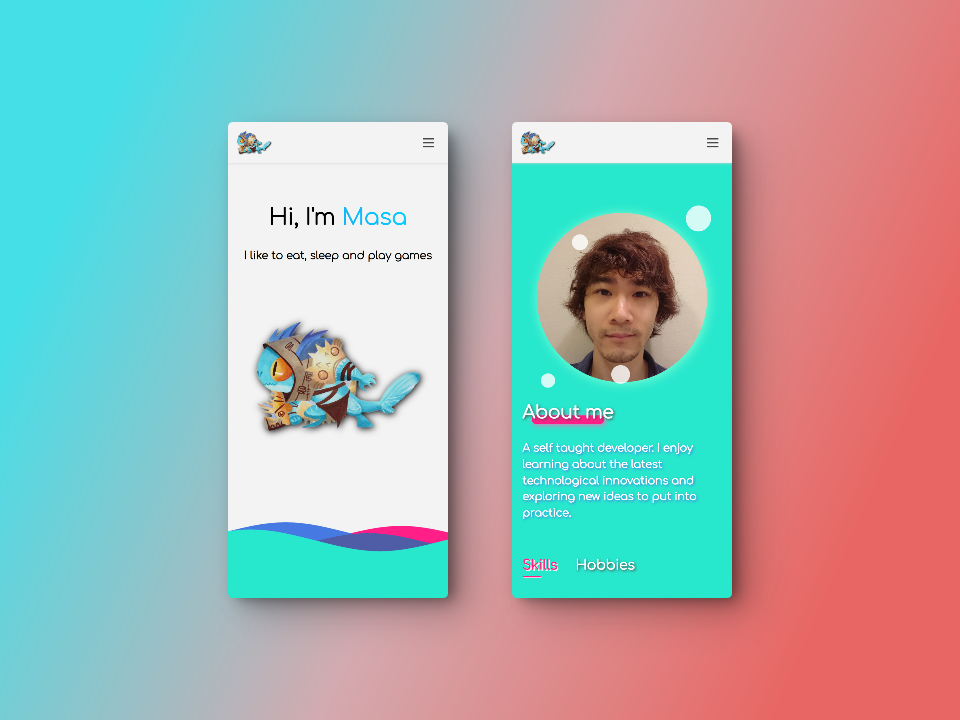 Hi, I'm Masa
I like to eat, sleep and play games
About me
A self taught developer. I enjoy
learning about the latest
technological innovations and
exploring new ideas to put into
practice.
Skills Hobbies